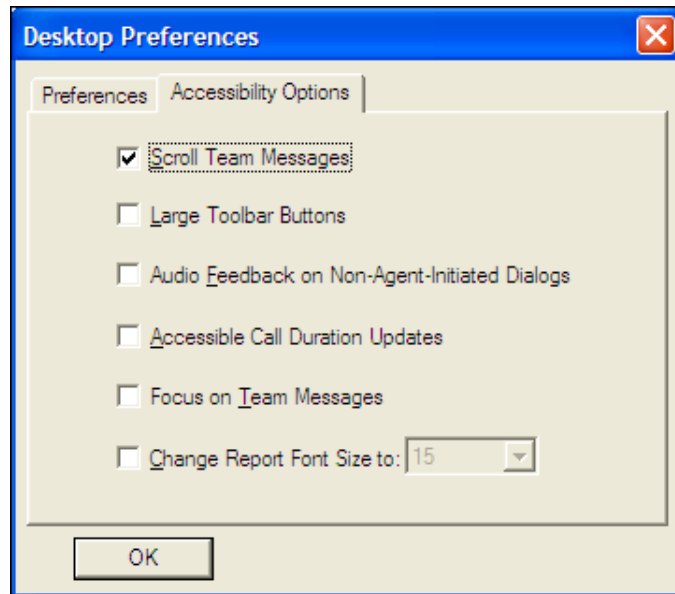 Desktop Preferences
Preferences
Accessibility Options
Scroll Team Messages
Large Toolbar Buttons
Audio Feedback on Non-Agent-Initiated Dialogs
Accessible Call Duration Updates
Focus on Team Messages
Change Report Font Size to: 15
OK